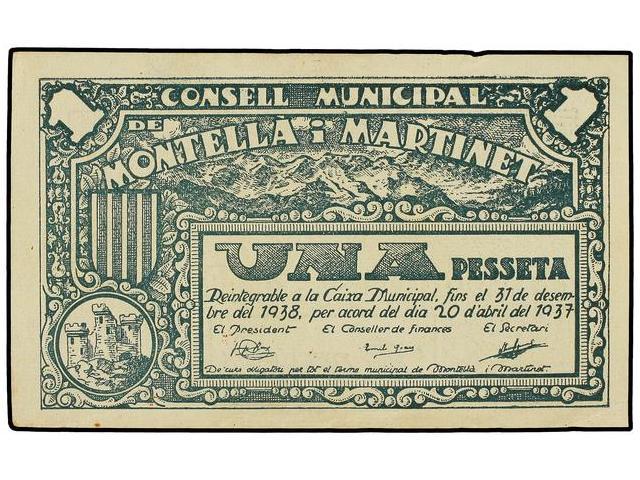 1 CONSELL MUNICIPAL 1
DE
MONTELLÀ i MARTINET
UNA PESSETA
Reintegrable a la Caixa Municipal, fins el 31 de desem-
bre del 1938, per acord del dia 20 d'abril del 1937
El President El Conseller de finances El Secretari
De curs obligatori per tot el terme municipal de Montellà i Martinet.